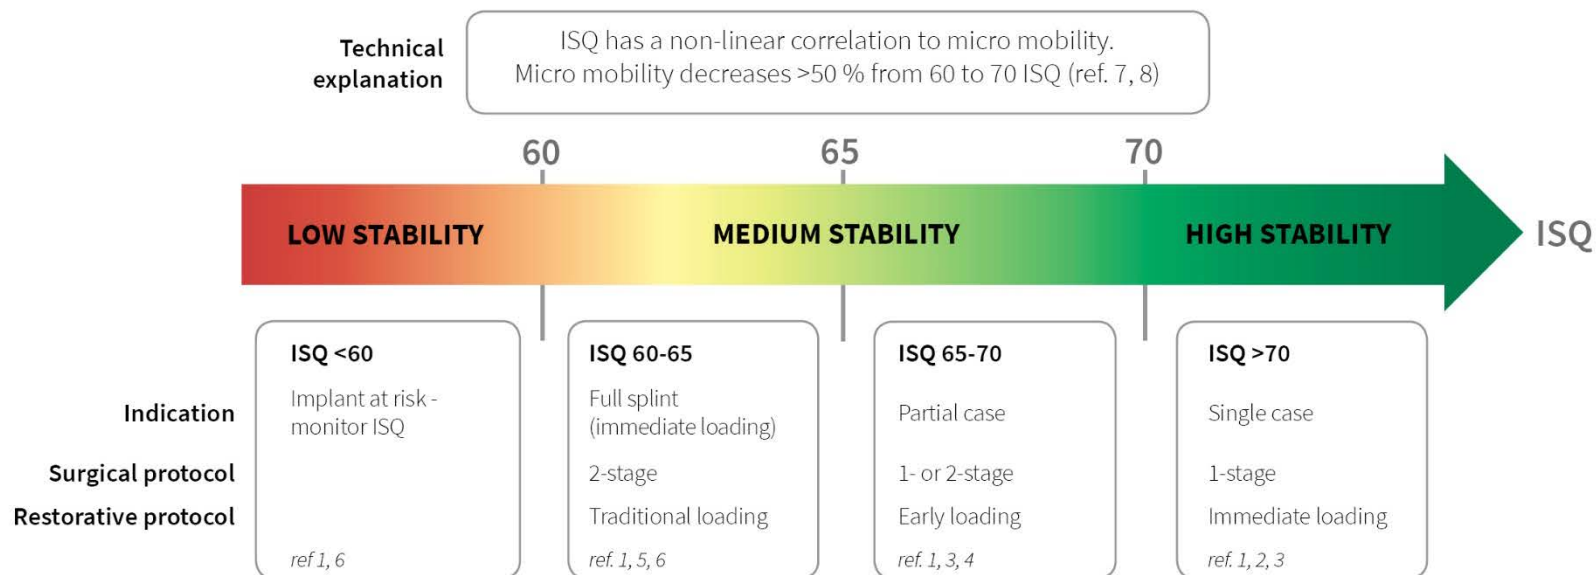 Technical
explanation
ISQ has a non-linear correlation to micro mobility.
Micro mobility decreases >50 % from 60 to 70 ISQ (ref. 7, 8)
60
65
70
LOW STABILITY
MEDIUM STABILITY
HIGH STABILITY
ISQ
ISQ <60
ISQ 60-65
ISQ 65-70
ISQ >70
Indication
Implant at risk -
monitor ISQ
Full splint
(immediate loading)
Partial case
Single case
Surgical protocol
2-stage
1- or 2-stage
1-stage
Restorative protocol
Traditional loading
Early loading
Immediate loading
ref 1, 6
ref. 1, 5, 6
ref. 1, 3, 4
ref. 1, 2, 3